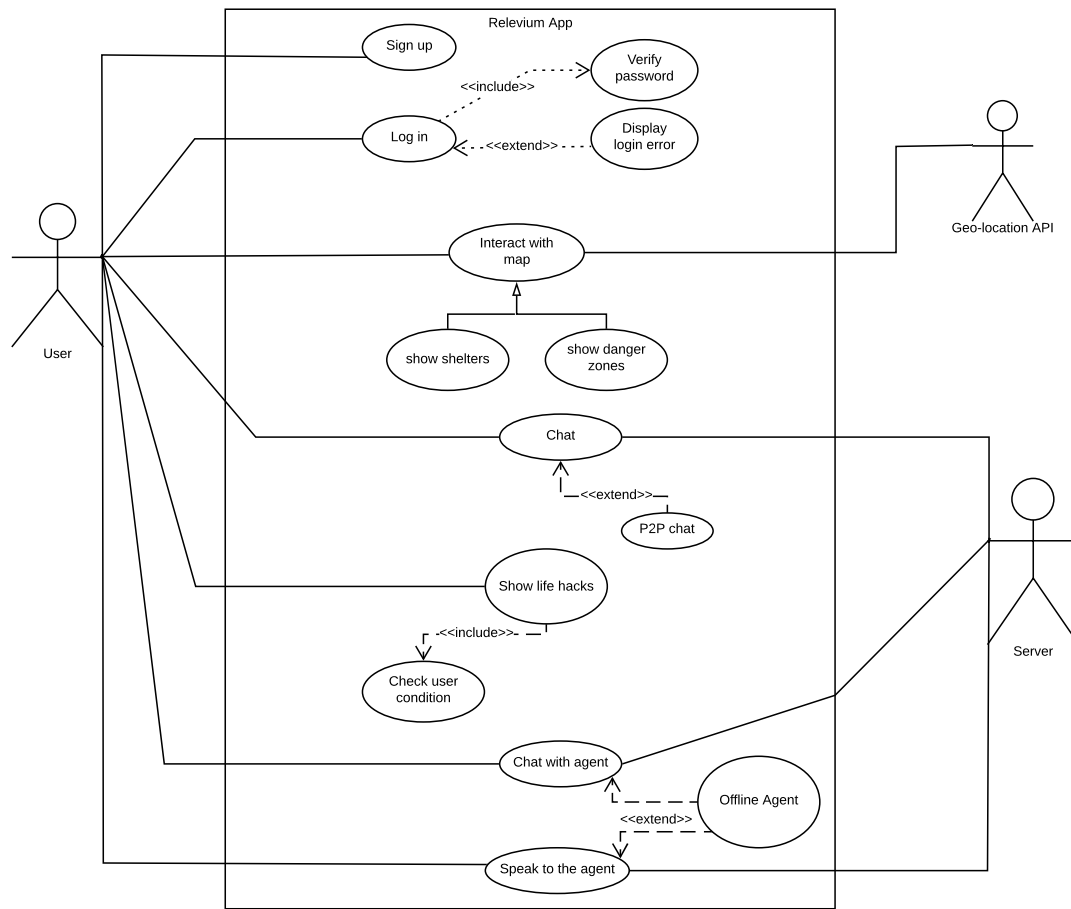 Relevium App
Sign up
Verify
password
<<include>>
Log in
Display
login error
<<extend>>
Geo-location API
Interact with
map
User
show shelters
show danger
zones
Chat
<<extend>>
P2P chat
Show life hacks
<<include>>
Server
Check user
condition
Chat with agent
Offline Agent
<<extend>>
Speak to the agent